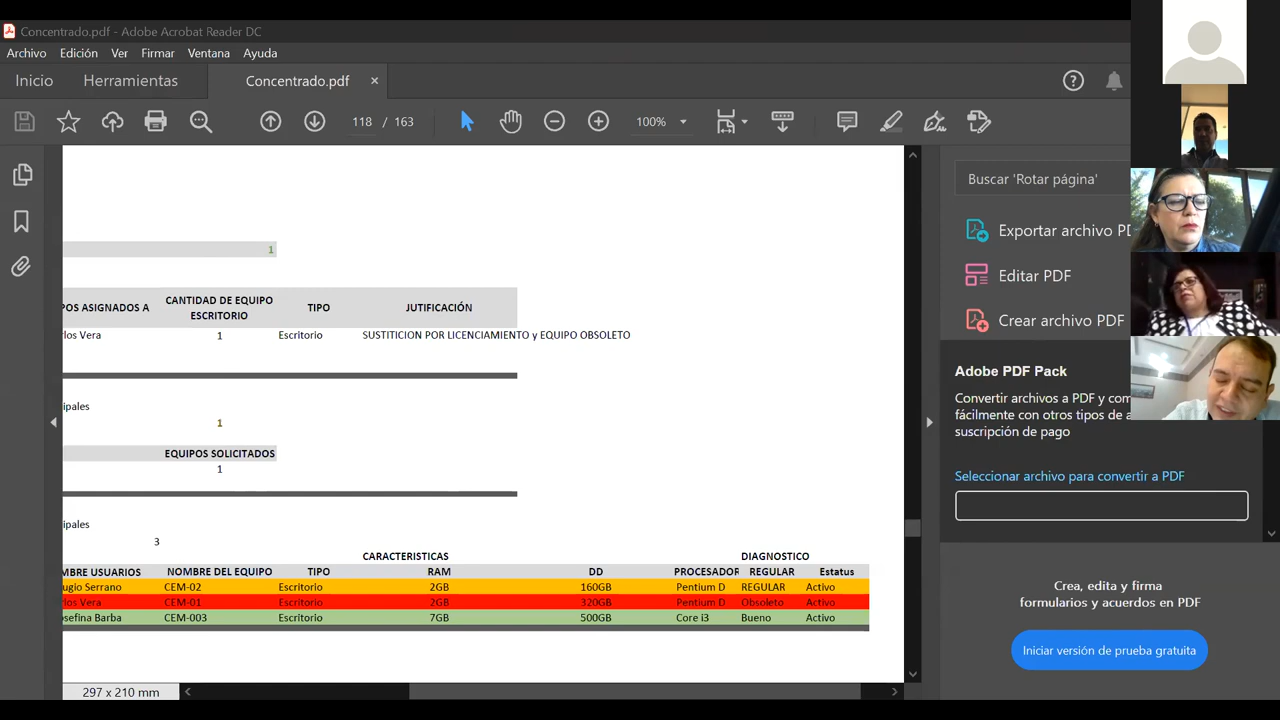 Concentrado.pdf - Adobe Acrobat Reader DC
Archivo Edición Ver Firmar Ventana Ayuda
Inicio Herramientas Concentrado.pdf ×
118 / 163 100%
Buscar 'Rotar página'
Exportar archivo PD
Editar PDF
Crear archivo PDF
1
POS ASIGNADOS A CANTIDAD DE EQUIPO ESCRITORIO TIPO JUTIFICACIÓN
rlos Vera 1 Escritorio SUSTITICION POR LICENCIAMIENTO y EQUIPO OBSOLETO
ipales
1
EQUIPOS SOLICITADOS
1
ipales
3
CARACTERISTICAS DIAGNOSTICO
MBRE USUARIOS NOMBRE DEL EQUIPO TIPO RAM DD PROCESADOR REGULAR Estatus
ugio Serrano CEM-02 Escritorio 2GB 160GB Pentium D REGULAR Activo
rlos Vera CEM-01 Escritorio 2GB 320GB Pentium D Obsoleto Activo
osefina Barba CEM-003 Escritorio 7GB 500GB Core i3 Bueno Activo
297 x 210 mm
Adobe PDF Pack
Convertir archivos a PDF y com
fácilmente con otros tipos de a
suscripción de pago
Seleccionar archivo para convertir a PDF
Crea, edita y firma
formularios y acuerdos en PDF
Iniciar versión de prueba gratuita